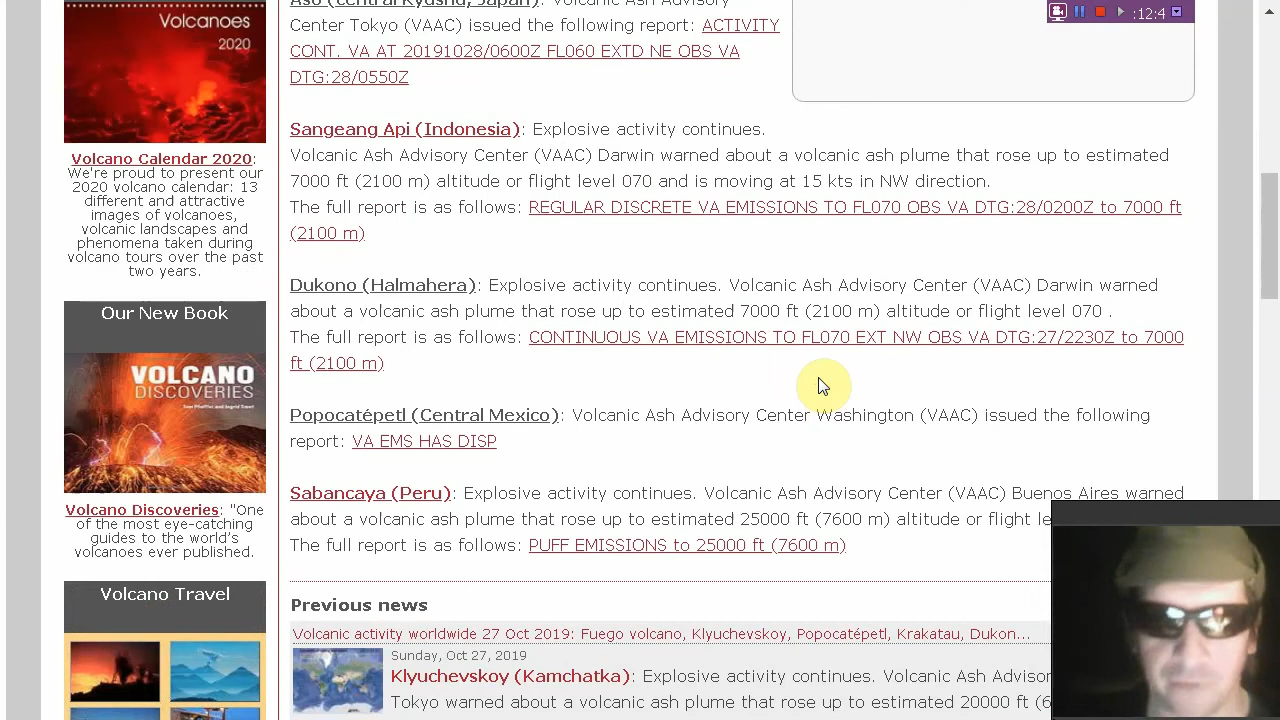 Volcanoes
2020
Volcano Calendar 2020:
We're proud to present our
2020 volcano calendar: 13
different and attractive
images of volcanoes,
volcanic landscapes and
phenomena taken during
volcano tours over the past
two years.
Our New Book
VOLCANO
DISCOVERIES
Volcano Discoveries: "One
of the most eye-catching
guides to the world's
volcanoes ever published.
Volcano Travel
Aso (central Kyushu, Japan): Volcanic Ash Advisory
Center Tokyo (VAAC) issued the following report: ACTIVITY
CONT. VA AT 20191028/0600Z FL060 EXTD NE OBS VA
DTG:28/0550Z
Sangeang Api (Indonesia): Explosive activity continues.
Volcanic Ash Advisory Center (VAAC) Darwin warned about a volcanic ash plume that rose up to estimated
7000 ft (2100 m) altitude or flight level 070 and is moving at 15 kts in NW direction.
The full report is as follows: REGULAR DISCRETE VA EMISSIONS TO FL070 OBS VA DTG:28/0200Z to 7000 ft
(2100 m)
Dukono (Halmahera): Explosive activity continues. Volcanic Ash Advisory Center (VAAC) Darwin warned
about a volcanic ash plume that rose up to estimated 7000 ft (2100 m) altitude or flight level 070 .
The full report is as follows: CONTINUOUS VA EMISSIONS TO FL070 EXT NW OBS VA DTG:27/2230Z to 7000
ft (2100 m)
Popocatépetl (Central Mexico): Volcanic Ash Advisory Center Washington (VAAC) issued the following
report: VA EMS HAS DISP
Sabancaya (Peru): Explosive activity continues. Volcanic Ash Advisory Center (VAAC) Buenos Aires warned
about a volcanic ash plume that rose up to estimated 25000 ft (7600 m) altitude or flight le
The full report is as follows: PUFF EMISSIONS to 25000 ft (7600 m)
Previous news
Volcanic activity worldwide 27 Oct 2019: Fuego volcano, Klyuchevskoy, Popocatépetl, Krakatau, Dukon...
Sunday, Oct 27, 2019
Klyuchevskoy (Kamchatka): Explosive activity continues. Volcanic Ash Advisor
Tokyo warned about a volcanic ash plume that rose up to estimated 20000 ft (6
:12:4